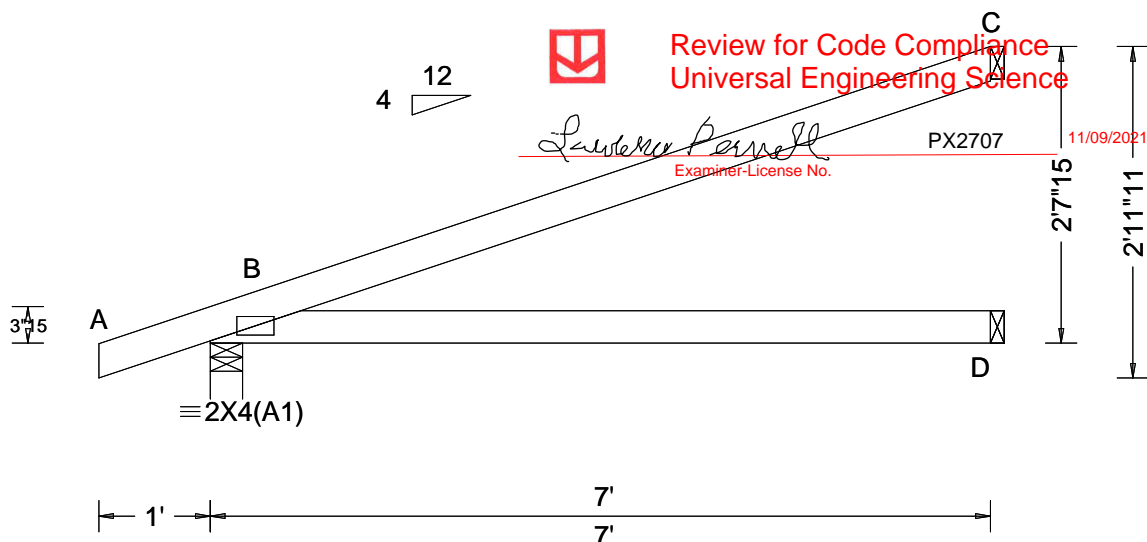 C
Review for Code Compliance
Universal Engineering Science
12
4
PX2707
11/09/2021
Examiner-License No.
2'7"15
2'11"11
B
A
3"15
D
2X4(A1)
7'
1'
7'